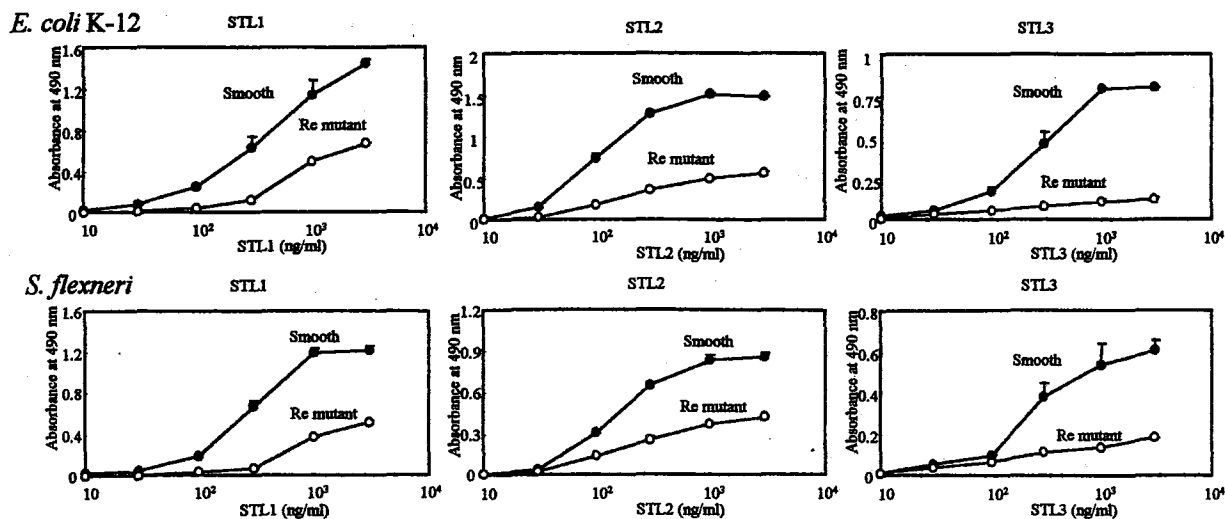 E. coli K-12
STL1
STL2
STL3
Absorbance at 490 nm
1.6
1.2
0.8
0.4
0
Smooth
Re mutant
10
10²
10³
10⁴
STL1 (ng/ml)
Absorbance at 490 nm
2
1.5
1
0.5
0
Smooth
Re mutant
10
10²
10³
10⁴
STL2 (ng/ml)
Absorbance at 490 nm
1
0.75
0.5
0.25
0
Smooth
Re mutant
10
10²
10³
10⁴
STL3 (ng/ml)
S. flexneri
STL1
STL2
STL3
Absorbance at 490 nm
1.6
1.2
0.8
0.4
0
Smooth
Re mutant
10
10²
10³
10⁴
STL1 (ng/ml)
Absorbance at 490 nm
1.2
0.9
0.6
0.3
0
Smooth
Re mutant
10
10²
10³
10⁴
STL2 (ng/ml)
Absorbance at 490 nm
0.8
0.6
0.4
0.2
0
Smooth
Re mutant
10
10²
10³
10⁴
STL3 (ng/ml)